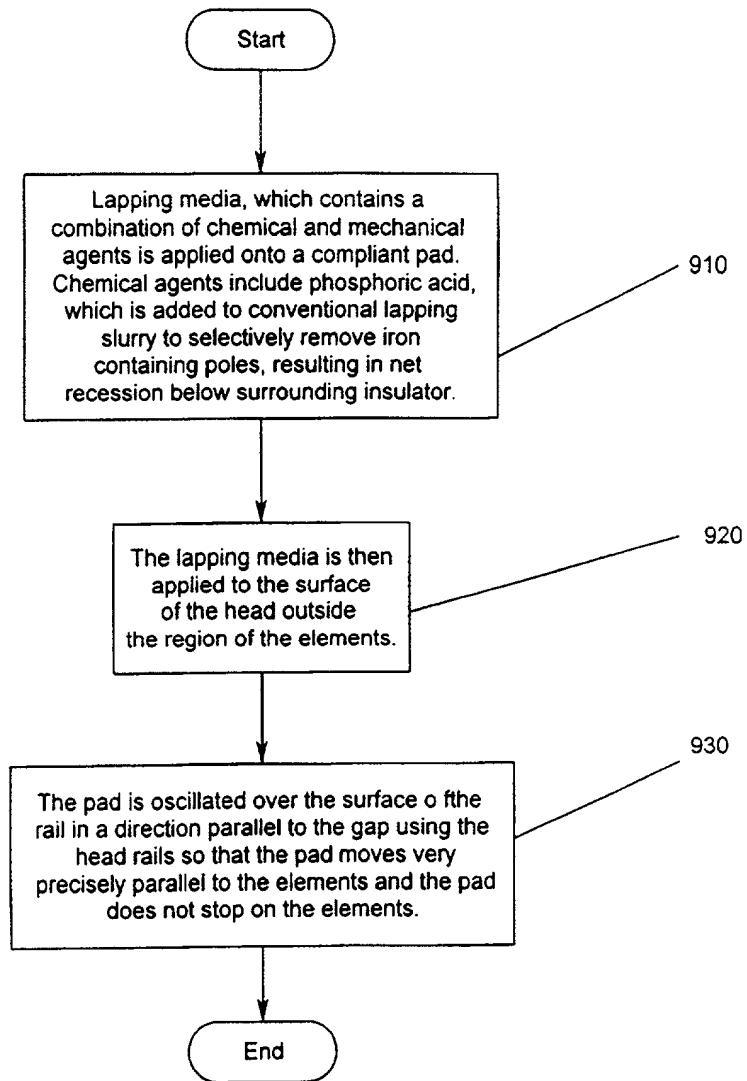 Start
Lapping media, which contains a
combination of chemical and mechanical
agents is applied onto a compliant pad.
Chemical agents include phosphoric acid,
which is added to conventional lapping
slurry to selectively remove iron
containing poles, resulting in net
recession below surrounding insulator.
910
The lapping media is then
applied to the surface
of the head outside
the region of the elements.
920
The pad is oscillated over the surface o fthe
rail in a direction parallel to the gap using the
head rails so that the pad moves very
precisely parallel to the elements and the pad
does not stop on the elements.
930
End